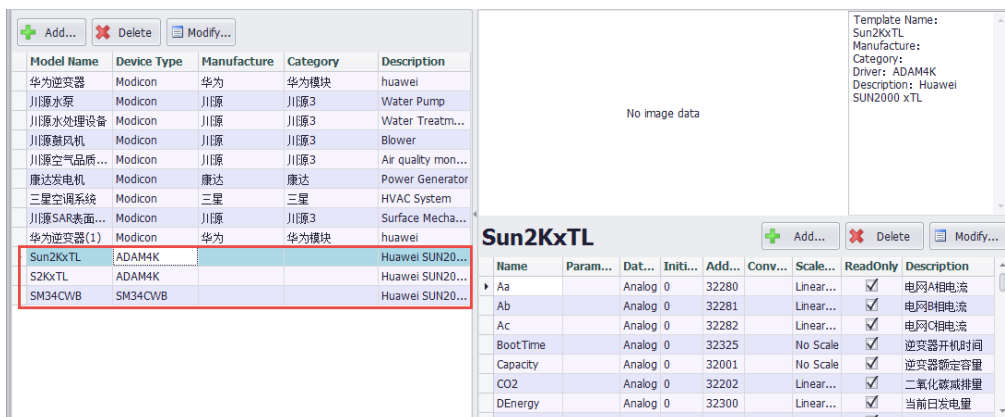 Add... Delete Modify...
Model Name Device Type Manufacture Category Description
华为逆变器 Modicon 华为 华为模块 huawei
川源水泵 Modicon 川源 川源3 Water Pump
川源水处理设备 Modicon 川源 川源3 Water Treatm...
川源鼓风机 Modicon 川源 川源3 Blower
川源空气品质... Modicon 川源 川源3 Air quality mon...
康达发电机 Modicon 康达 康达 Power Generator
三星空调系统 Modicon 三星 三星 HVAC System
川源SAR表面... Modicon 川源 川源3 Surface Mecha...
华为逆变器(1) Modicon 华为 华为模块 huawei
Sun2KxTL ADAM4K Huawei SUN20...
S2KxTL ADAM4K Huawei SUN20...
SM34CWB SM34CWB Huawei SUN20...
No image data
Template Name:
Sun2KxTL
Manufacture:
Category:
Driver: ADAM4K
Description: Huawei
SUN2000 xTL
Sun2KxTL Add... Delete Modify...
Name Param... Dat... Initi... Add... Conv... Scale... ReadOnly Description
Aa Analog 0 32280 Linear... 电网A相电流
Ab Analog 0 32281 Linear... 电网B相电流
Ac Analog 0 32282 Linear... 电网C相电流
BootTime Analog 0 32325 No Scale 逆变器开机时间
Capacity Analog 0 32001 No Scale 逆变器额定容量
CO2 Analog 0 32202 Linear... 二氧化碳减排量
DEnergy Analog 0 32300 Linear... 当前日发电量